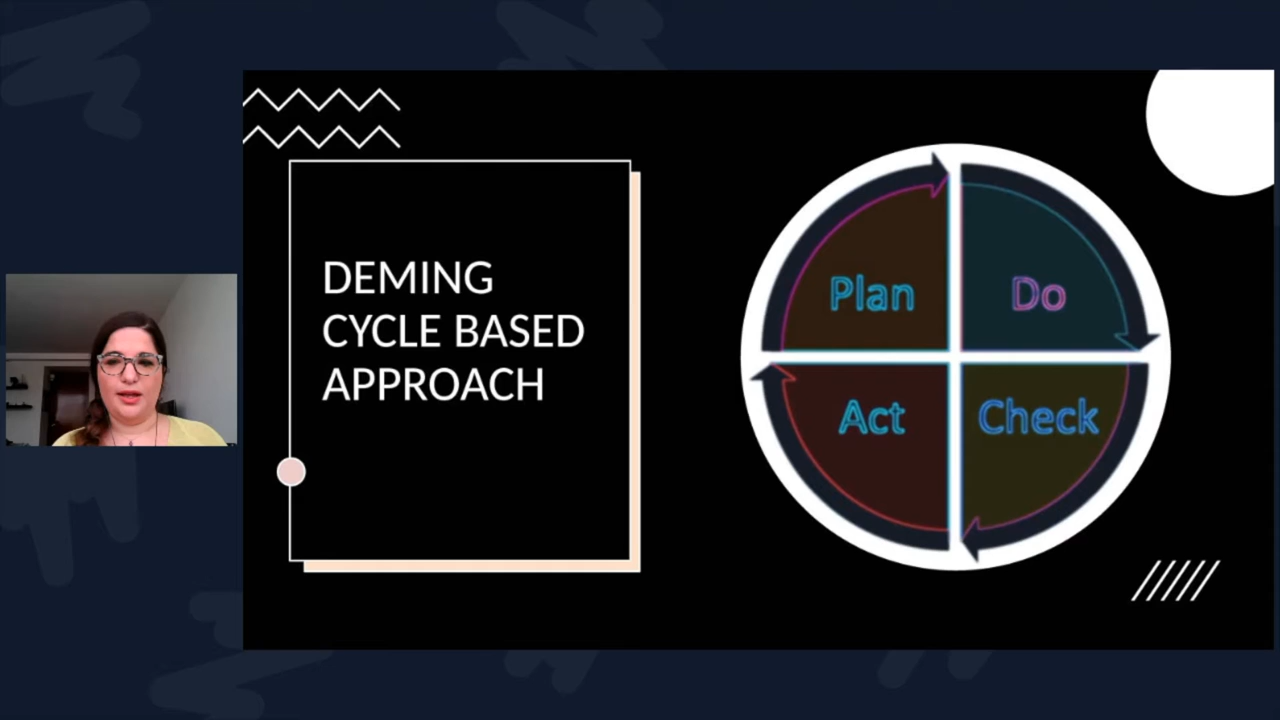 DEMING
CYCLE BASED
APPROACH
Plan
Do
Act
Check